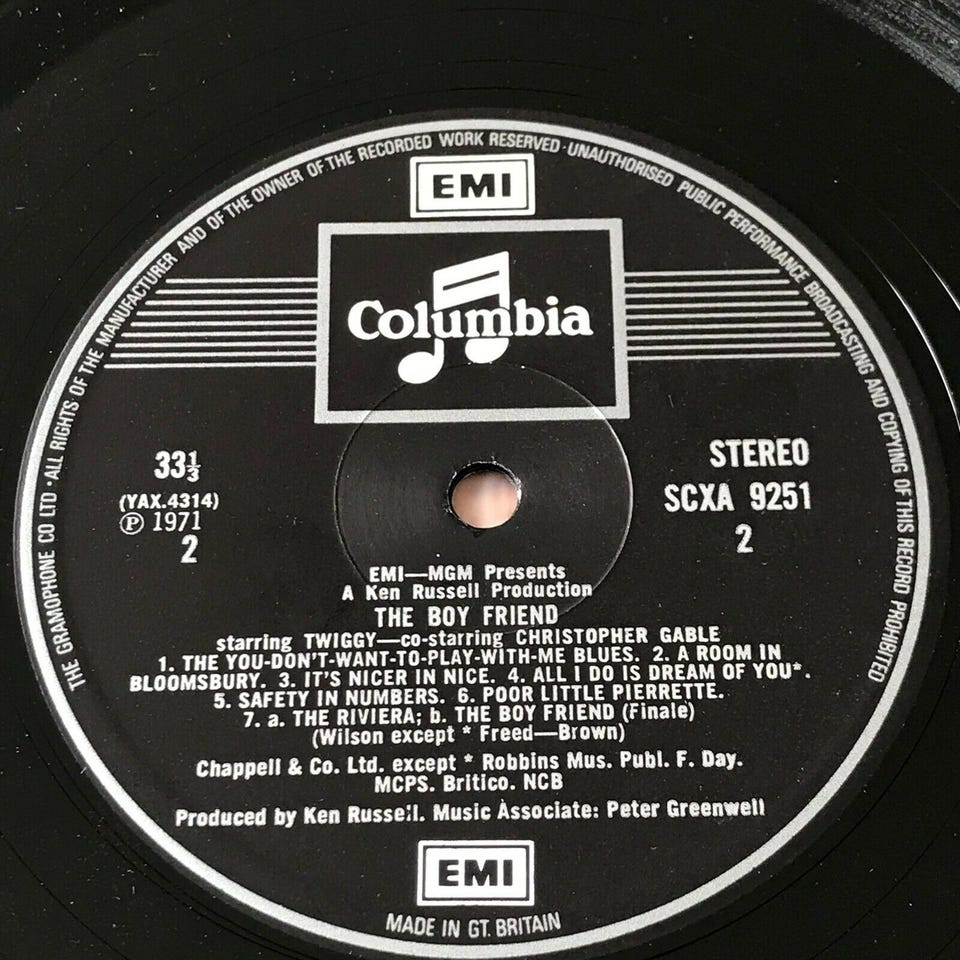 THE GRAMOPHONE CO LTD · ALL RIGHTS OF THE MANUFACTURER AND OF THE OWNER OF THE RECORDED WORK RESERVED · UNAUTHORISED PUBLIC PERFORMANCE BROADCASTING AND COPYING OF THIS RECORD PROHIBITED
EMI
Columbia
33⅓
(YAX.4314)
℗ 1971
2
STEREO
SCXA 9251
2
EMI—MGM Presents
A Ken Russell Production
THE BOY FRIEND
starring TWIGGY—co-starring CHRISTOPHER GABLE
1. THE YOU-DON'T-WANT-TO-PLAY-WITH-ME BLUES. 2. A ROOM IN
BLOOMSBURY. 3. IT'S NICER IN NICE. 4. ALL I DO IS DREAM OF YOU*.
5. SAFETY IN NUMBERS. 6. POOR LITTLE PIERRETTE.
7. a. THE RIVIERA; b. THE BOY FRIEND (Finale)
(Wilson except * Freed—Brown)
Chappell & Co. Ltd. except * Robbins Mus. Publ. F. Day.
MCPS. Britico. NCB
Produced by Ken Russell. Music Associate: Peter Greenwell
EMI
MADE IN GT. BRITAIN